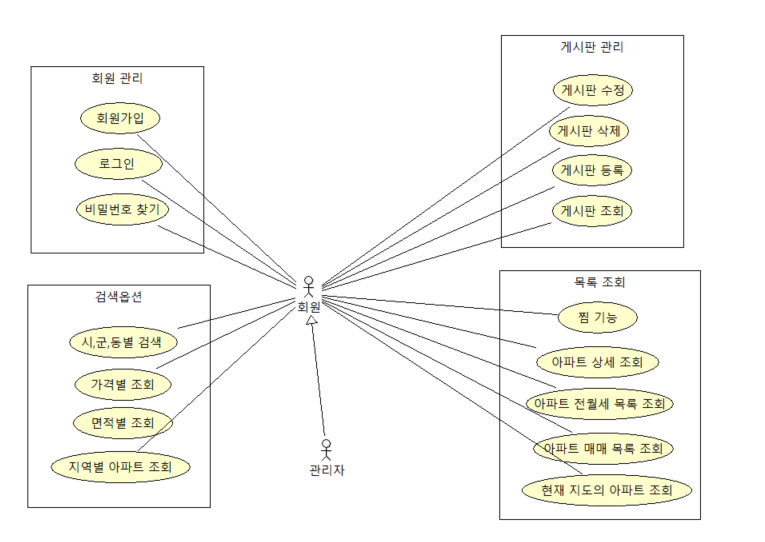 회원 관리
회원가입
로그인
비밀번호 찾기
게시판 관리
게시판 수정
게시판 삭제
게시판 등록
게시판 조회
회원
관리자
검색옵션
시,군,동별 검색
가격별 조회
면적별 조회
지역별 아파트 조회
목록 조회
찜 기능
아파트 상세 조회
아파트 전월세 목록 조회
아파트 매매 목록 조회
현재 지도의 아파트 조회